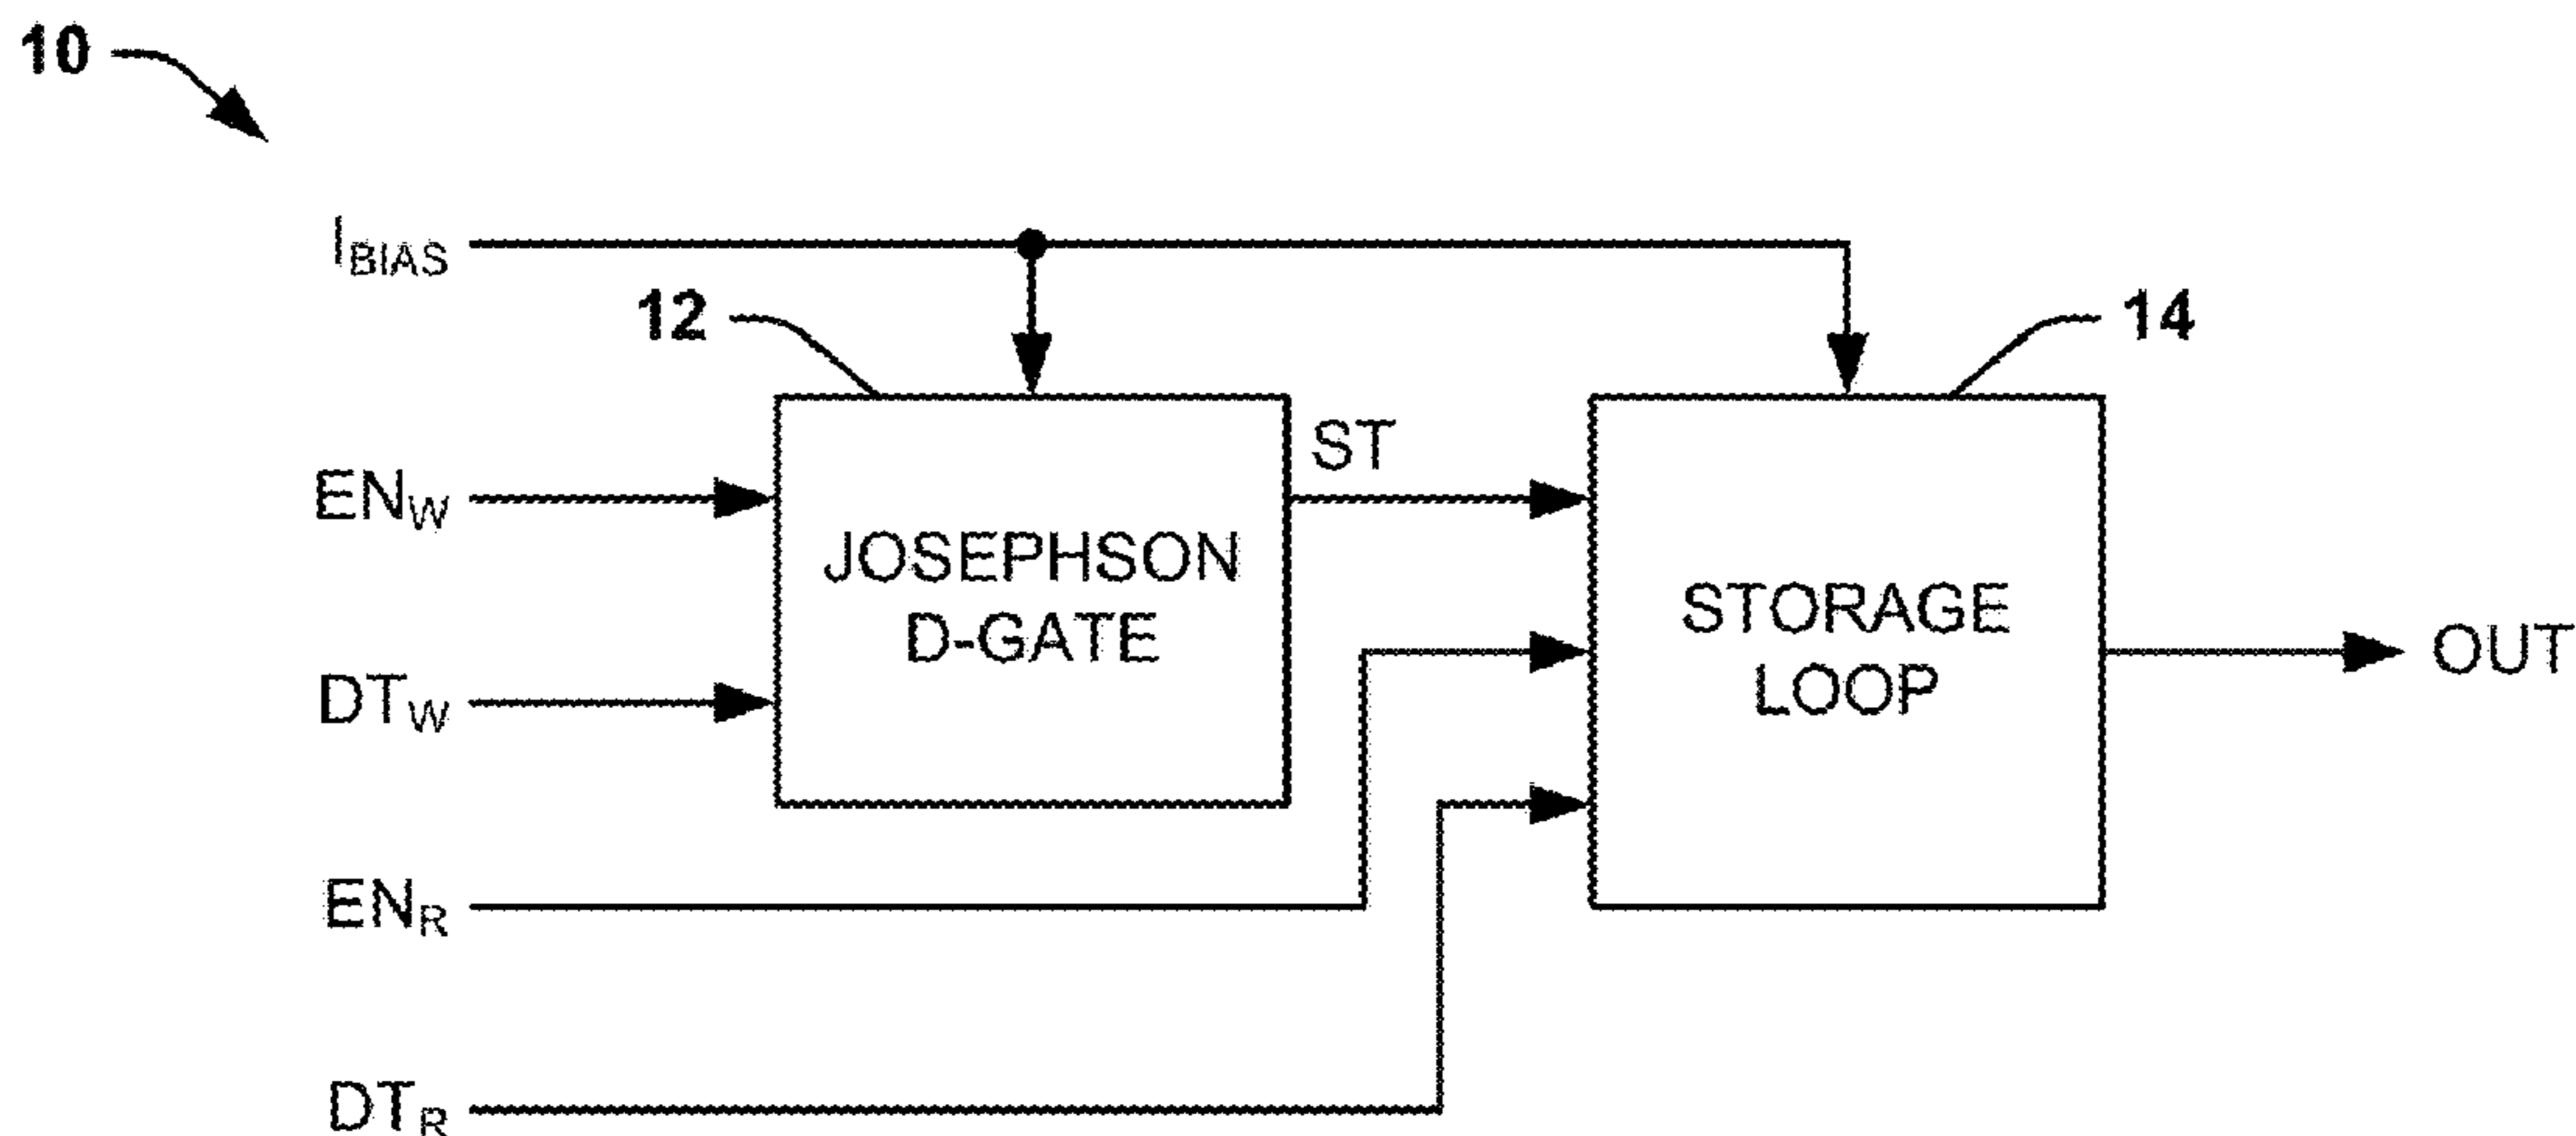 10
I_BIAS
12
14
EN_W
ST
JOSEPHSON
D-GATE
STORAGE
LOOP
OUT
DT_W
EN_R
DT_R